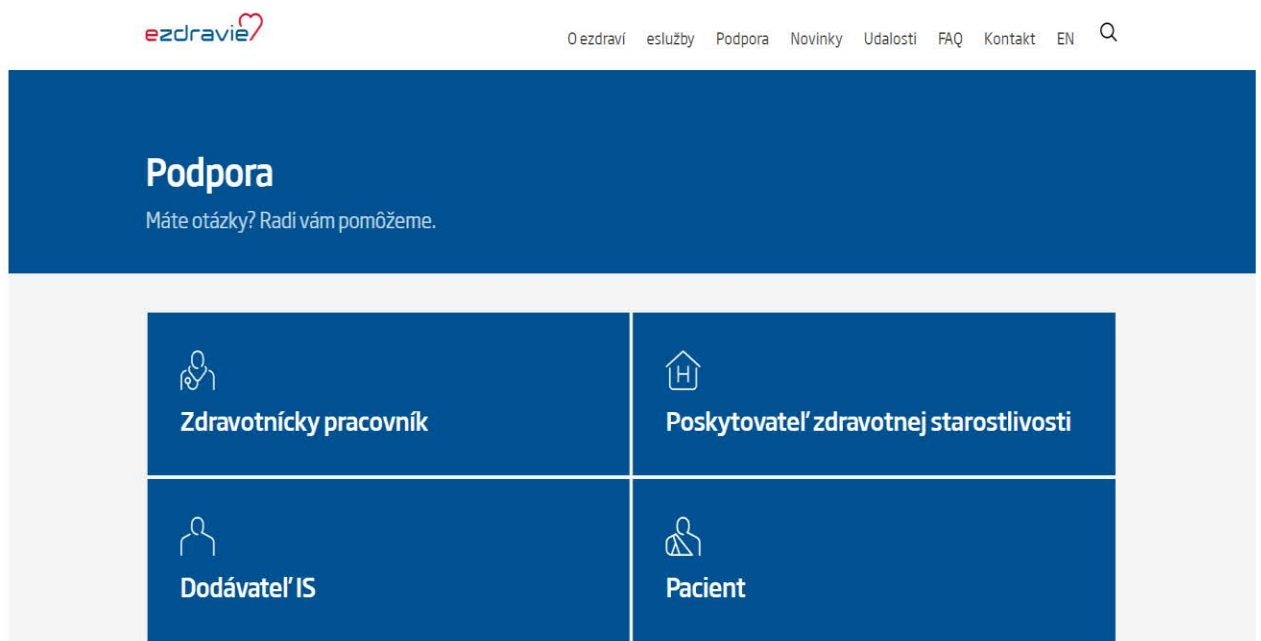 ezdravie
O ezdraví eslužby Podpora Novinky Udalosti FAQ Kontakt EN
Podpora
Máte otázky? Radi vám pomôžeme.
Zdravotnícky pracovník
Poskytovateľ zdravotnej starostlivosti
Dodávateľ IS
Pacient